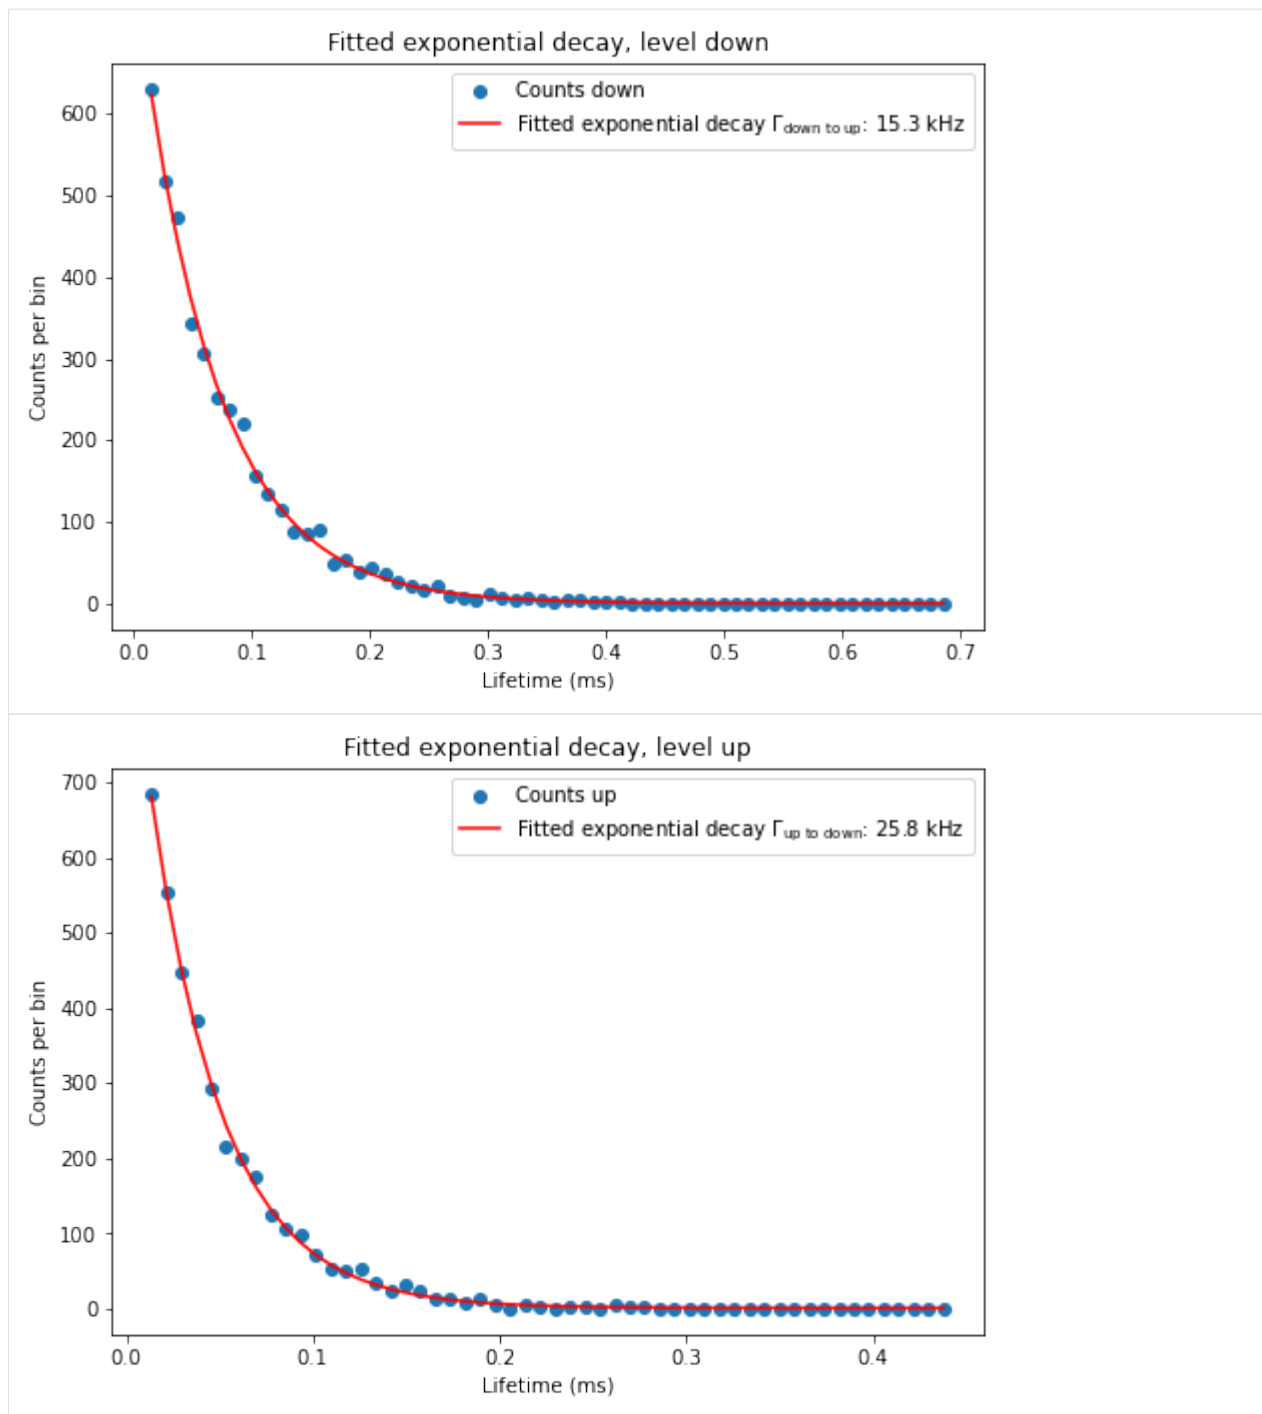 Fitted exponential decay, level down
Counts down
Fitted exponential decay Γdown to up: 15.3 kHz
600
500
400
300
200
100
0
Counts per bin
0.0 0.1 0.2 0.3 0.4 0.5 0.6 0.7
Lifetime (ms)
Fitted exponential decay, level up
Counts up
Fitted exponential decay Γup to down: 25.8 kHz
700
600
500
400
300
200
100
0
Counts per bin
0.0 0.1 0.2 0.3 0.4
Lifetime (ms)